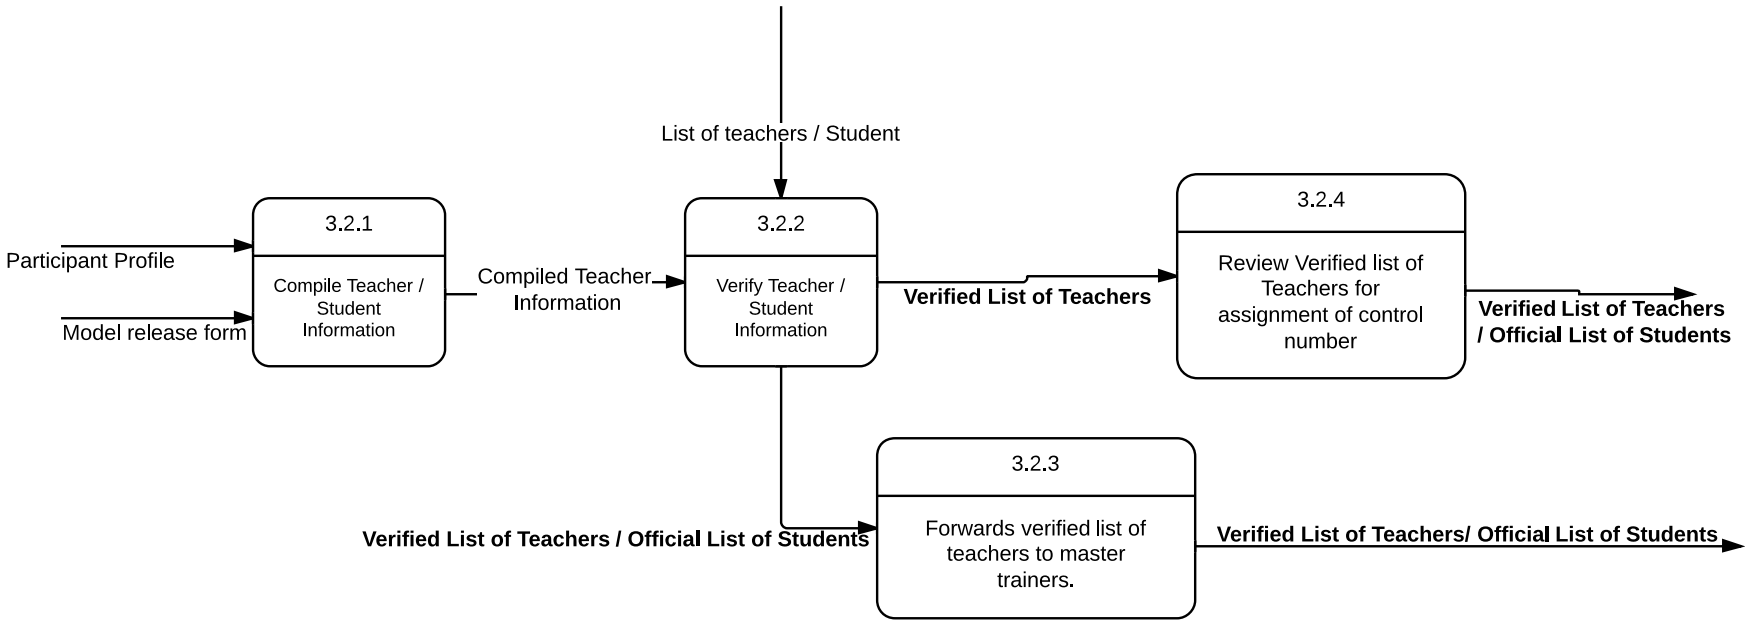 List of teachers / Student
3.2.1
Compile Teacher /
Student
Information
Participant Profile
Model release form
Compiled Teacher
Information
3.2.2
Verify Teacher /
Student
Information
Verified List of Teachers
3.2.4
Review Verified list of
Teachers for
assignment of control
number
Verified List of Teachers
/ Official List of Students
3.2.3
Forwards verified list of
teachers to master
trainers.
Verified List of Teachers / Official List of Students
Verified List of Teachers/ Official List of Students